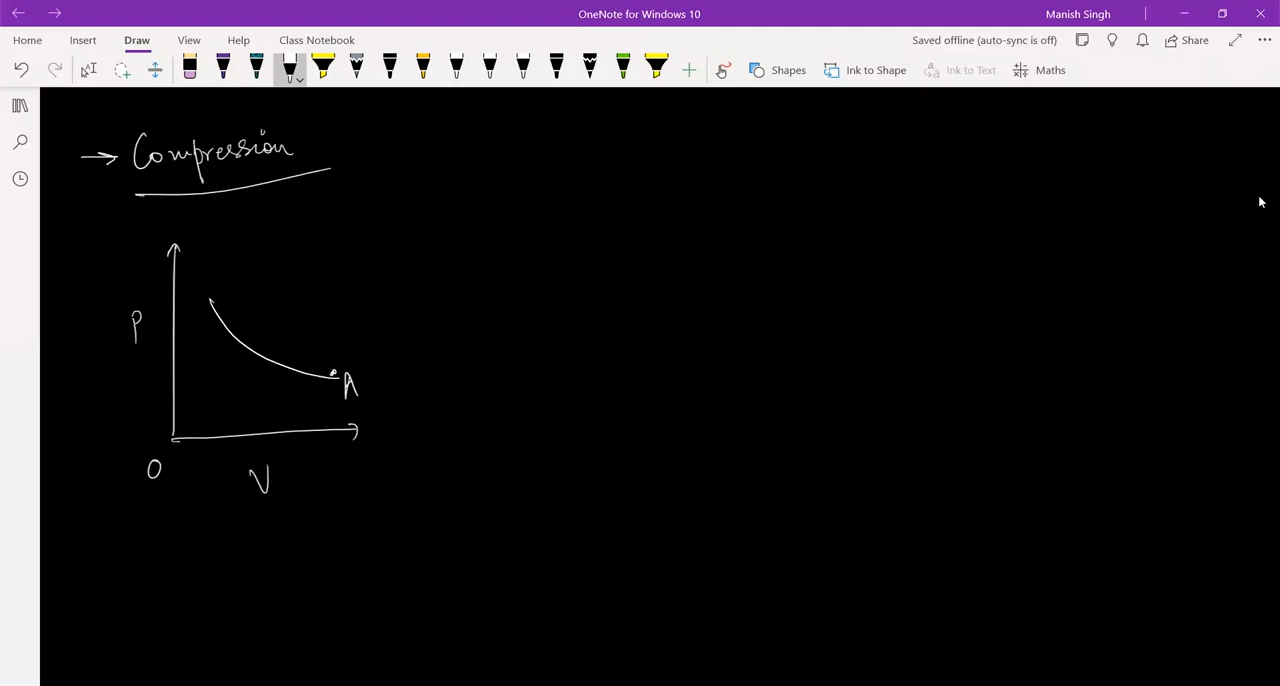 OneNote for Windows 10
Manish Singh
Home Insert Draw View Help Class Notebook
Saved offline (auto-sync is off) Share
Shapes Ink to Shape Ink to Text Maths
→ Compression
P
A
O
V